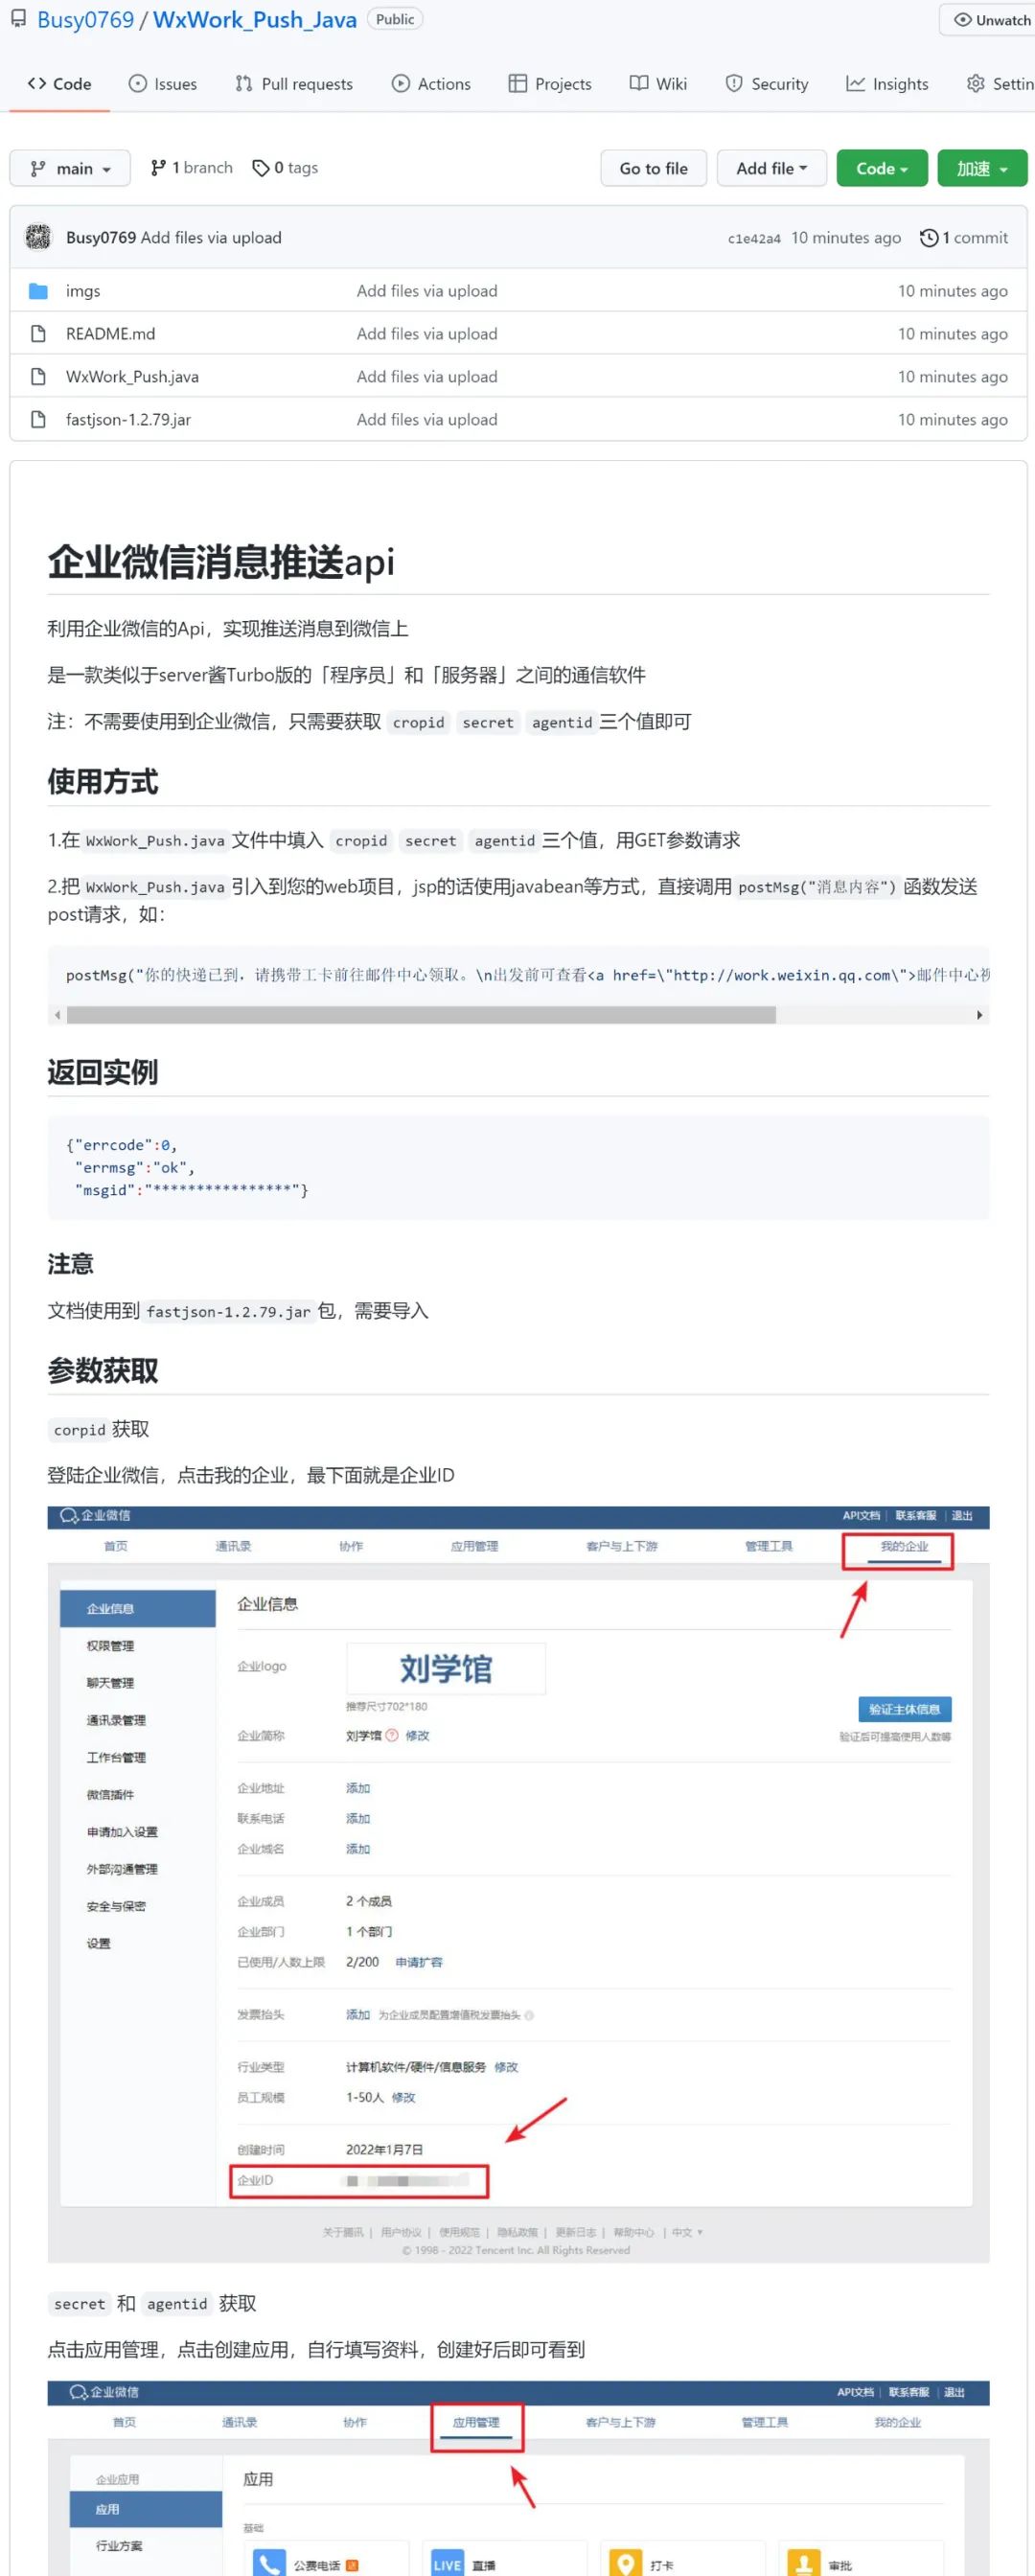 Busy0769 / WxWork_Push_Java Public
Unwatch
Code Issues Pull requests Actions Projects Wiki Security Insights Settin
main 1 branch 0 tags Go to file Add file Code 加速
Busy0769 Add files via upload c1e42a4 10 minutes ago 1 commit
imgs Add files via upload 10 minutes ago
README.md Add files via upload 10 minutes ago
WxWork_Push.java Add files via upload 10 minutes ago
fastjson-1.2.79.jar Add files via upload 10 minutes ago
企业微信消息推送api
利用企业微信的Api，实现推送消息到微信上
是一款类似于server酱Turbo版的「程序员」和「服务器」之间的通信软件
注：不需要使用到企业微信，只需要获取 cropid secret agentid 三个值即可
使用方式
1.在 WxWork_Push.java 文件中填入 cropid secret agentid 三个值，用GET参数请求
2.把 WxWork_Push.java 引入到您的web项目，jsp的话使用javabean等方式，直接调用 postMsg("消息内容") 函数发送
post请求，如：
postMsg("你的快递已到，请携带工卡前往邮件中心领取。\n出发前可查看<a href=\"http://work.weixin.qq.com\">邮件中心视
返回实例
{"errcode":0,
"errmsg":"ok",
"msgid":"****************"}
注意
文档使用到 fastjson-1.2.79.jar 包，需要导入
参数获取
corpid 获取
登陆企业微信，点击我的企业，最下面就是企业ID
企业微信 API文档 | 联系客服 | 退出
首页 通讯录 协作 应用管理 客户与上下游 管理工具 我的企业
企业信息
权限管理
聊天管理
通讯录管理
工作台管理
微信插件
申请加入设置
外部沟通管理
安全与保密
设置
企业信息
企业logo 刘学馆
推荐尺寸702*180
验证主体信息
验证后可提高使用人数等
企业简称 刘学馆 修改
企业地址 添加
联系电话 添加
企业域名 添加
企业成员 2 个成员
企业部门 1 个部门
已使用/人数上限 2/200 申请扩容
发票抬头 添加 为企业成员配置增值税发票抬头
行业类型 计算机软件/硬件/信息服务 修改
员工规模 1-50人 修改
创建时间 2022年1月7日
企业ID
关于腾讯 | 用户协议 | 使用规范 | 隐私政策 | 更新日志 | 帮助中心 | 中文
© 1998 - 2022 Tencent Inc. All Rights Reserved
secret 和 agentid 获取
点击应用管理，点击创建应用，自行填写资料，创建好后即可看到
企业微信 API文档 | 联系客服 | 退出
首页 通讯录 协作 应用管理 客户与上下游 管理工具 我的企业
企业应用
应用
行业方案
应用
基础
公费电话 LIVE 直播 打卡 审批